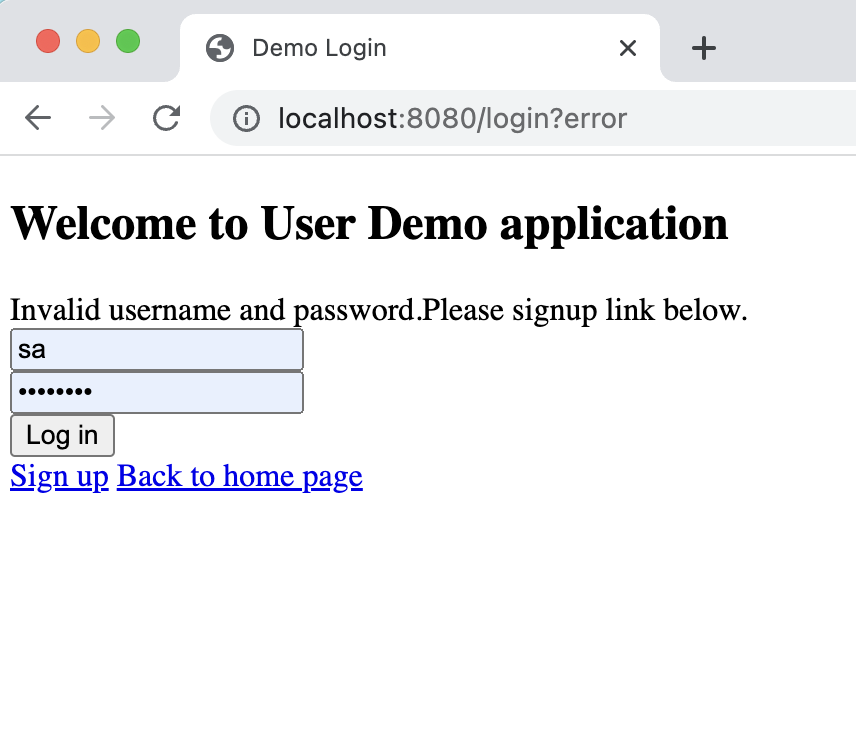 Demo Login
localhost:8080/login?error
Welcome to User Demo application
Invalid username and password.Please signup link below.
sa
••••••••
Log in
Sign up Back to home page